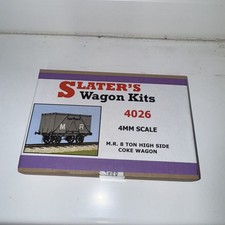 SLATER'S
Wagon Kits
4026
4MM SCALE
M R
M.R. 8 TON HIGH SIDE
COKE WAGON